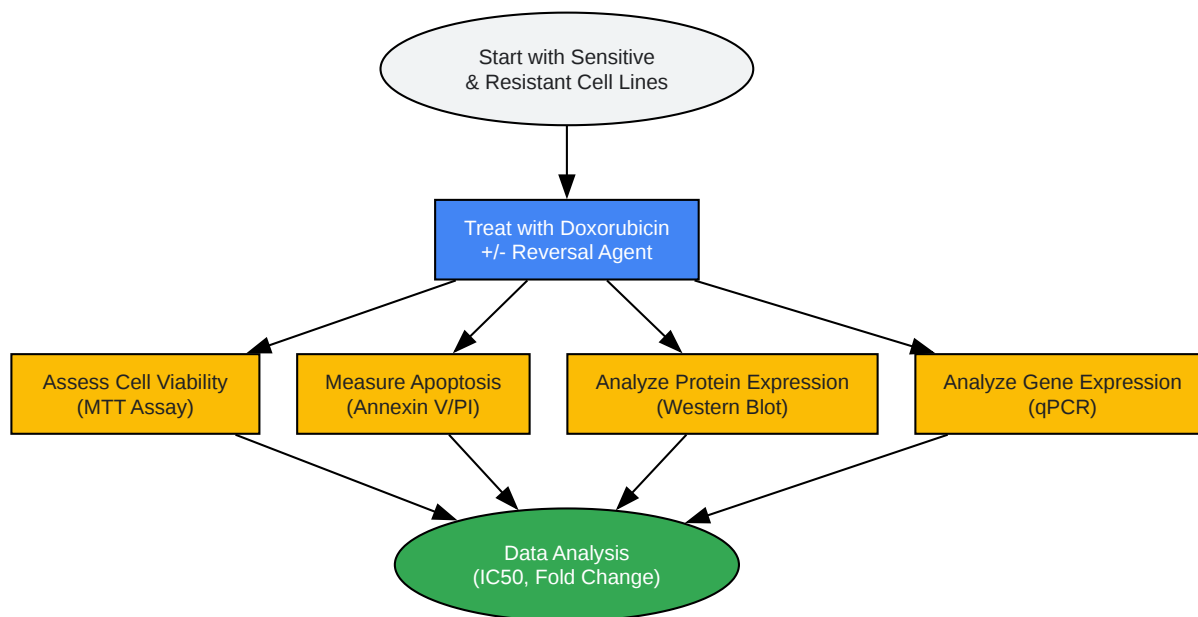 Start with Sensitive
& Resistant Cell Lines
Treat with Doxorubicin
+/- Reversal Agent
Assess Cell Viability
(MTT Assay)
Measure Apoptosis
(Annexin V/PI)
Analyze Protein Expression
(Western Blot)
Analyze Gene Expression
(qPCR)
Data Analysis
(IC50, Fold Change)